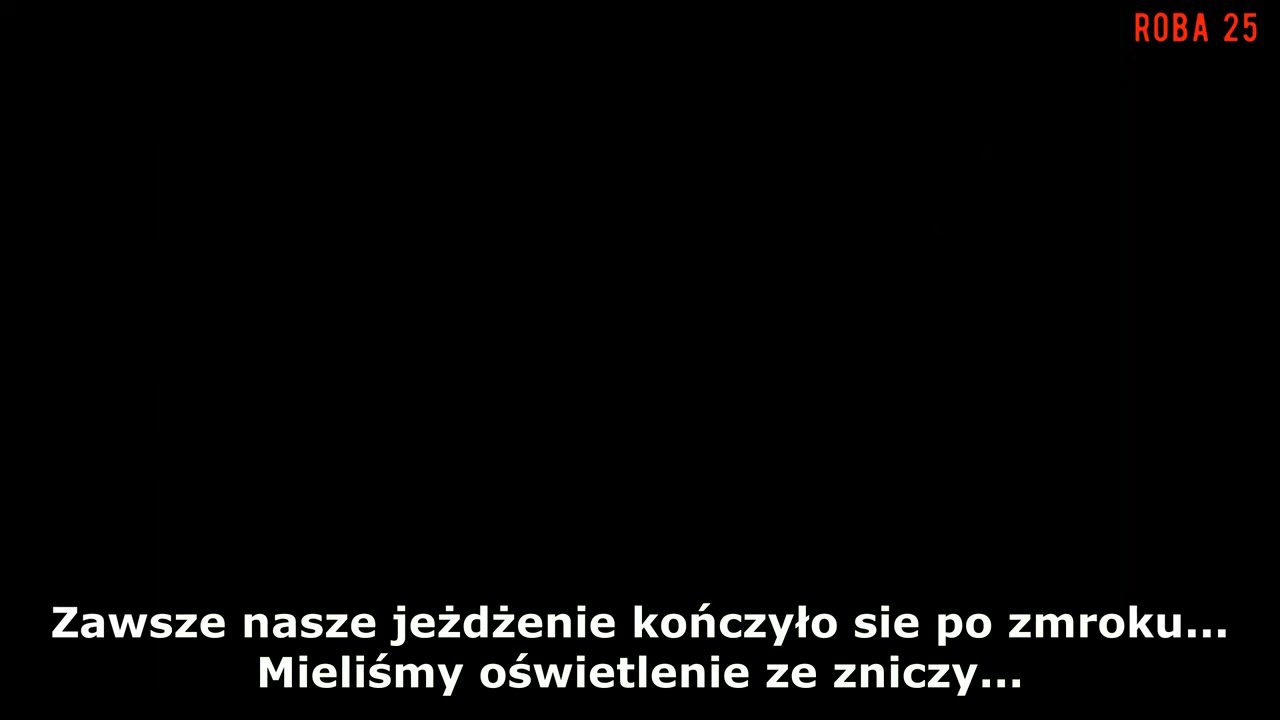 ROBA 25
Zawsze nasze jeżdżenie kończyło sie po zmroku...
Mieliśmy oświetlenie ze zniczy...